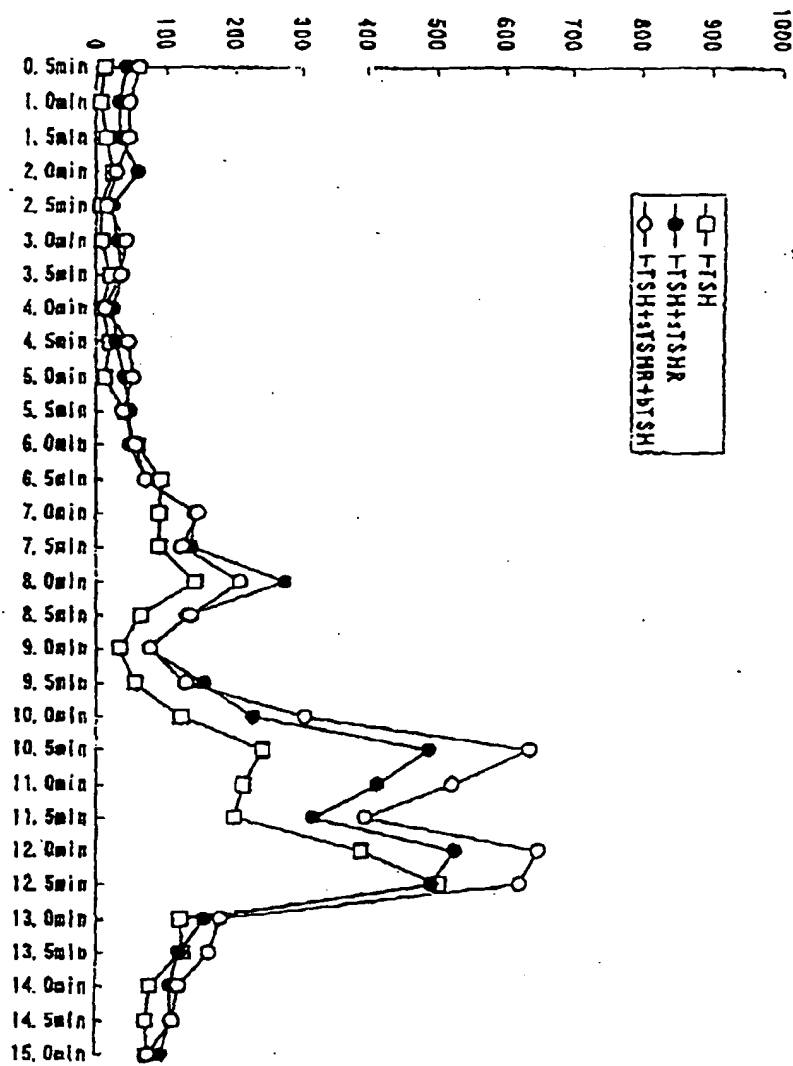 1000
900
800
700
600
500
400
300
200
100
0
0.5min
1.0min
1.5min
2.0min
2.5min
3.0min
3.5min
4.0min
4.5min
5.0min
5.5min
6.0min
6.5min
7.0min
7.5min
8.0min
8.5min
9.0min
9.5min
10.0min
10.5min
11.0min
11.5min
12.0min
12.5min
13.0min
13.5min
14.0min
14.5min
15.0min
I-TSH
I-TSH+sTSHR
I-TSH+sTSHR+bTSH